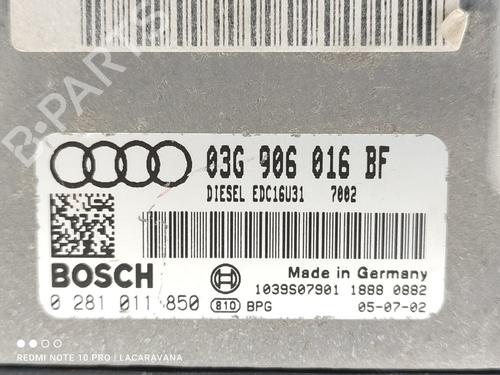 03G 906 016 BF
DIESEL EDC16U31 7002
BOSCH
Made in Germany
0 281 011 850
1039S07901 1888 0882
810 BPG
05-07-02
B-PARTS
REDMI NOTE 10 PRO | LACARAVANA